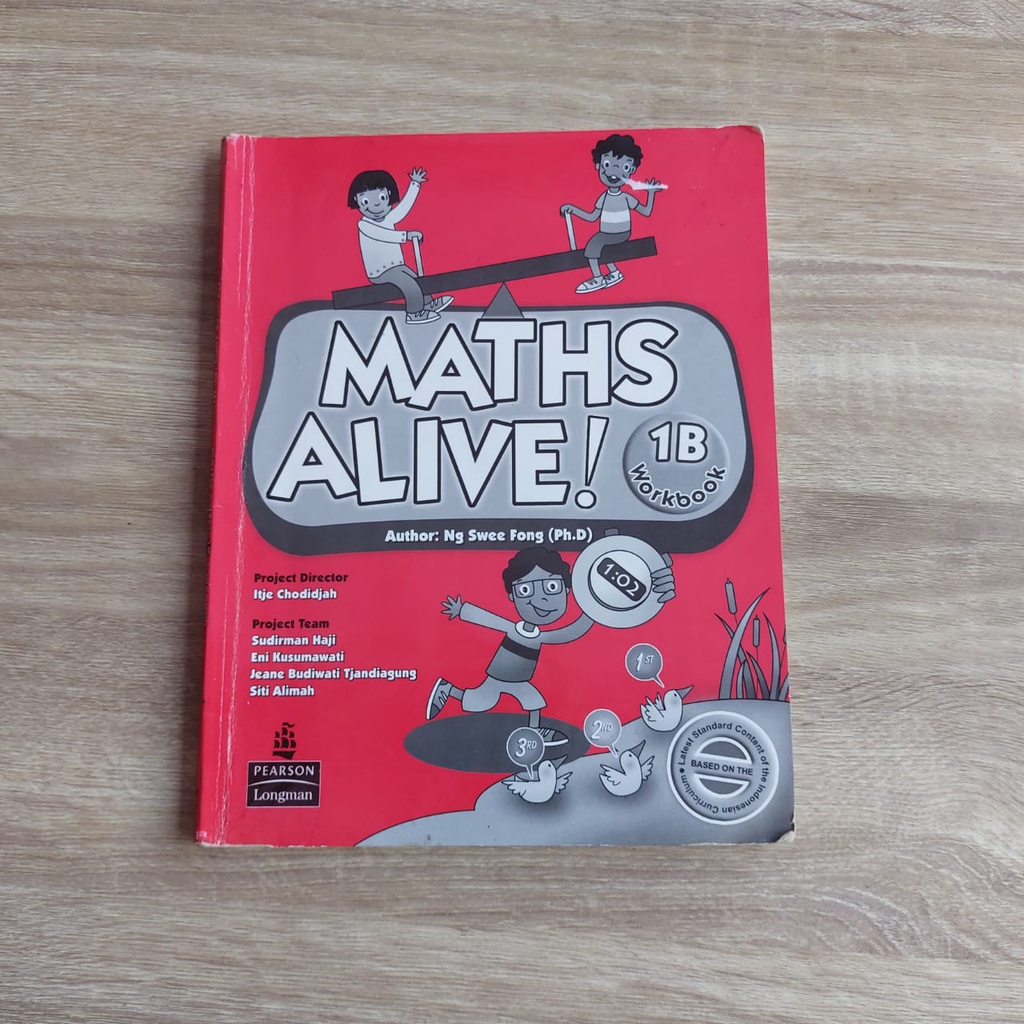 MATHS
ALIVE!
1B
Workbook
Author: Ng Swee Fong (Ph.D)
Project Director
Itje Chodidjah
Project Team
Sudirman Haji
Eni Kusumawati
Jeane Budiwati Tjandiagung
Siti Alimah
1:02
1ST
2ND
3RD
PEARSON
Longman
BASED ON THE
Latest Standard Content of the Indonesian Curriculum